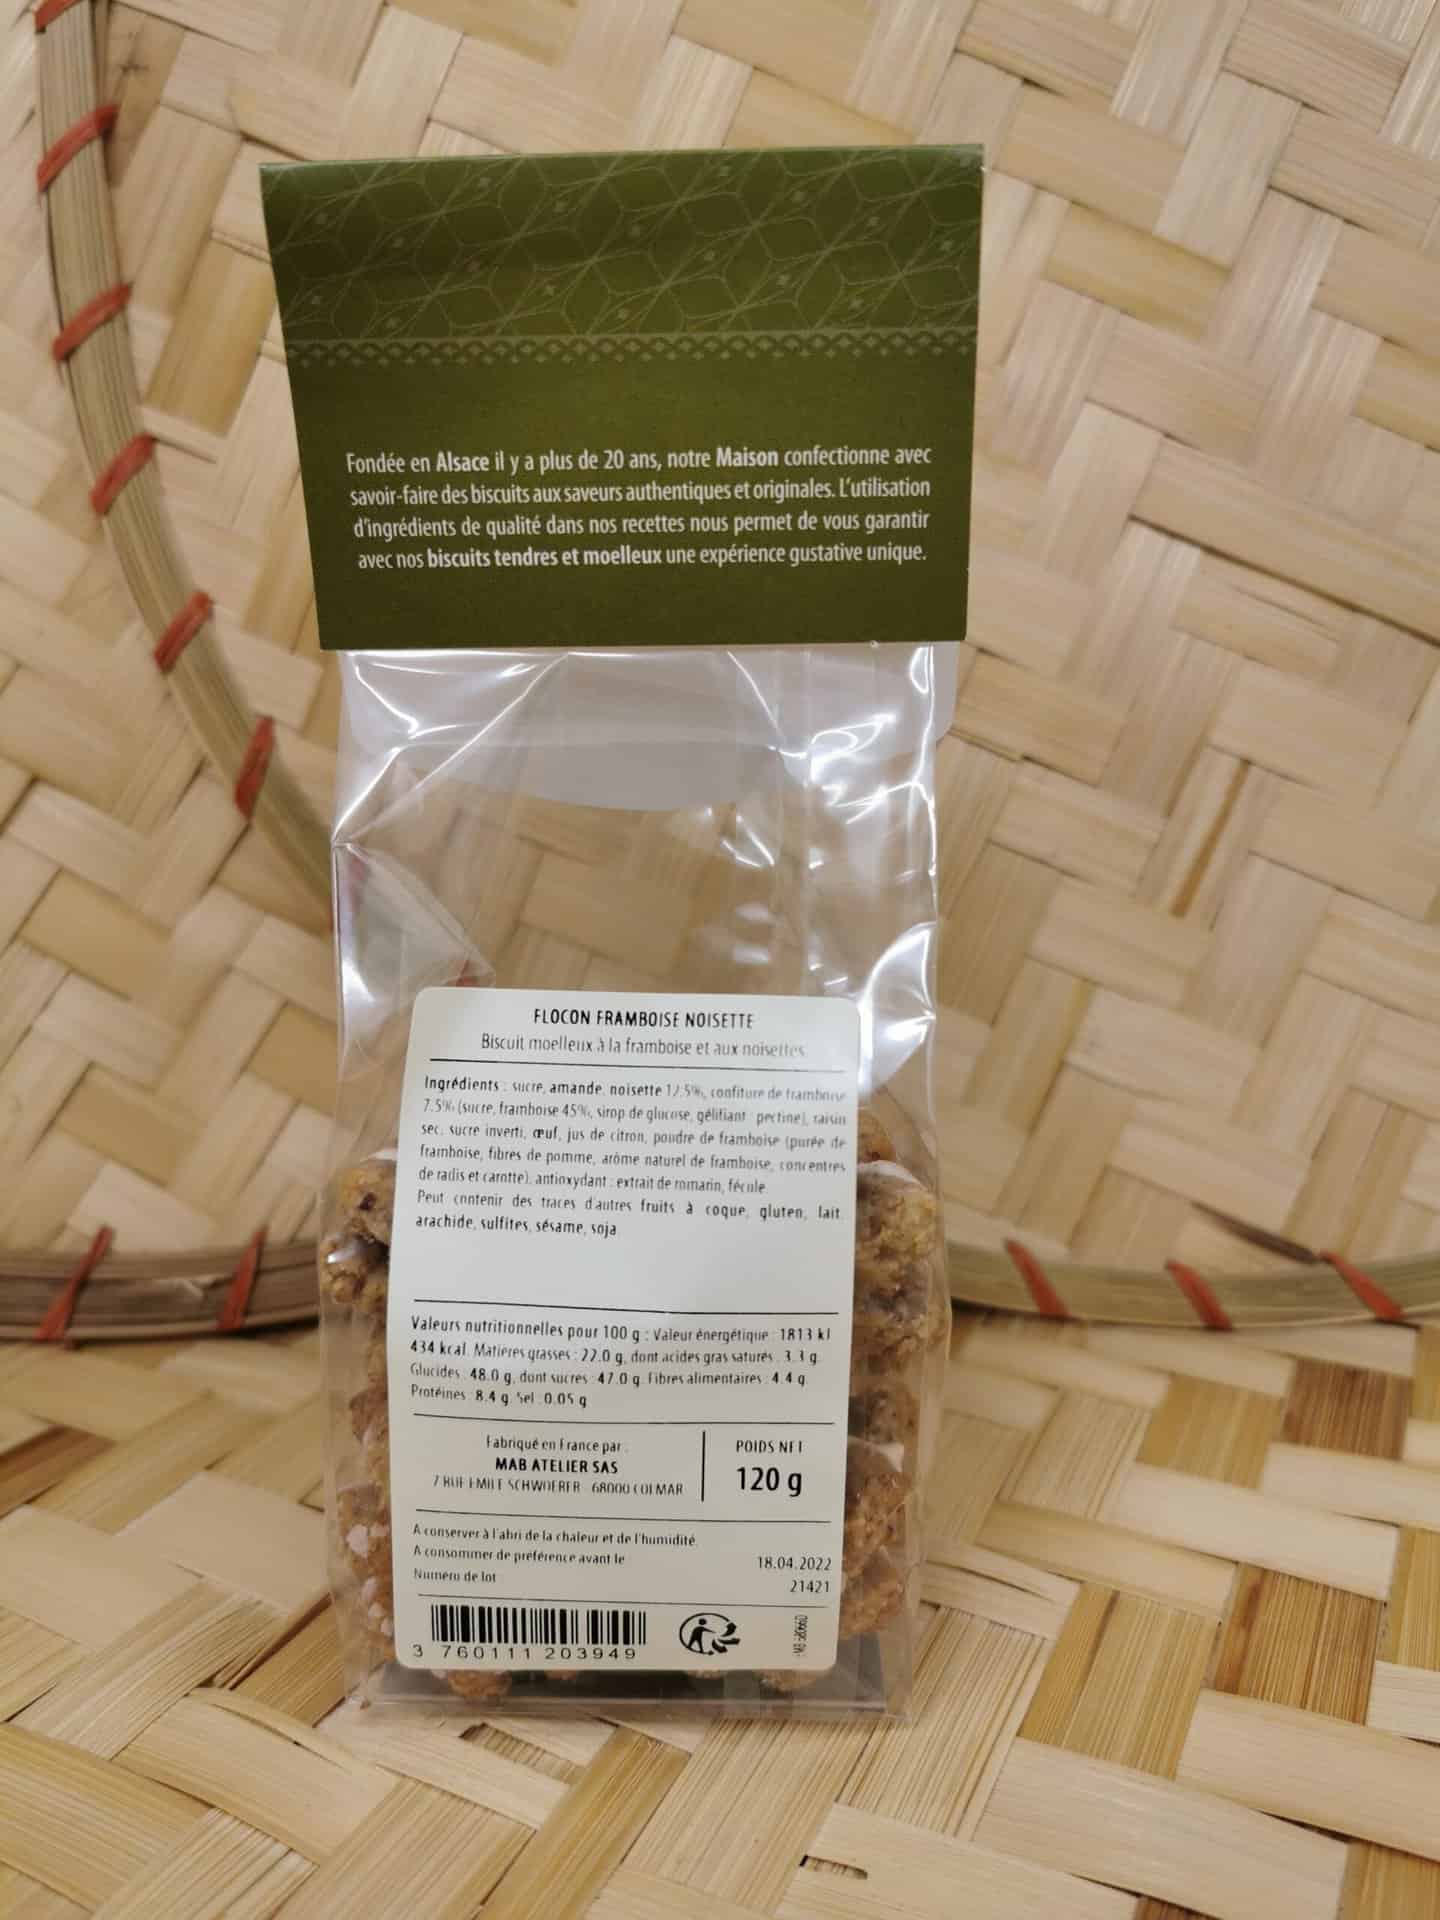 Fondée en Alsace il y a plus de 20 ans, notre Maison confectionne avec
savoir-faire des biscuits aux saveurs authentiques et originales. L'utilisation
d'ingrédients de qualité dans nos recettes nous permet de vous garantir
avec nos biscuits tendres et moelleux une expérience gustative unique.
FLOCON FRAMBOISE NOISETTE
Biscuit moelleux à la framboise et aux noisettes
Ingrédients : sucre, amande, noisette 12.5%, confiture de framboise
7.5% (sucre, framboise 45%, sirop de glucose, gélifiant : pectine), raisin
sec, sucre inverti, œuf, jus de citron, poudre de framboise (purée de
framboise, fibres de pomme, arôme naturel de framboise, concentrés
de radis et carotte), antioxydant : extrait de romarin, fécule.
Peut contenir des traces d'autres fruits à coque, gluten, lait,
arachide, sulfites, sésame, soja.
Valeurs nutritionnelles pour 100 g : Valeur énergétique : 1813 kJ
434 kcal. Matières grasses : 22.0 g, dont acides gras saturés : 3.3 g.
Glucides : 48.0 g, dont sucres : 47.0 g. Fibres alimentaires : 4.4 g.
Protéines : 8.4 g. Sel : 0.05 g
Fabriqué en France par :
MAB ATELIER SAS
7 RUE EMILE SCHWOERER - 68000 COLMAR
POIDS NET
120 g
A conserver à l'abri de la chaleur et de l'humidité.
A consommer de préférence avant le 18.04.2022
Numéro de lot 21421
3 760111 203949